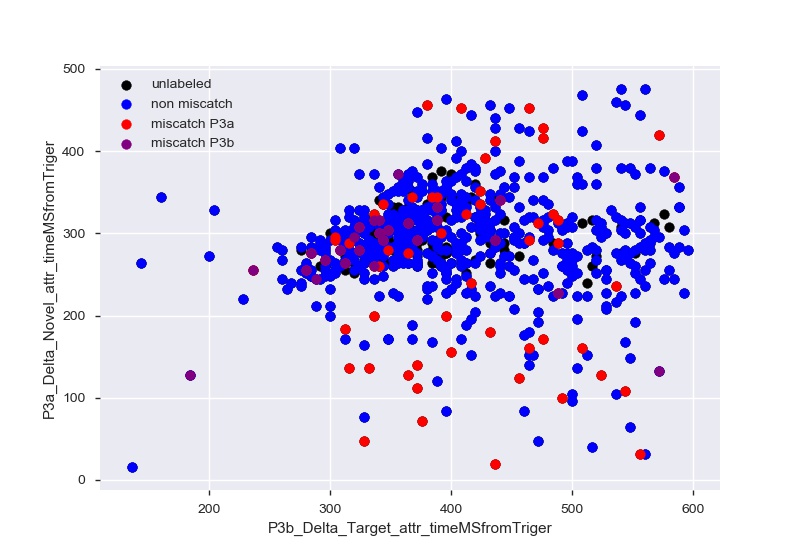 500
400
300
200
100
0
P3a_Delta_Novel_attr_timeMSfromTriger
unlabeled
non miscatch
miscatch P3a
miscatch P3b
200 300 400 500 600
P3b_Delta_Target_attr_timeMSfromTriger